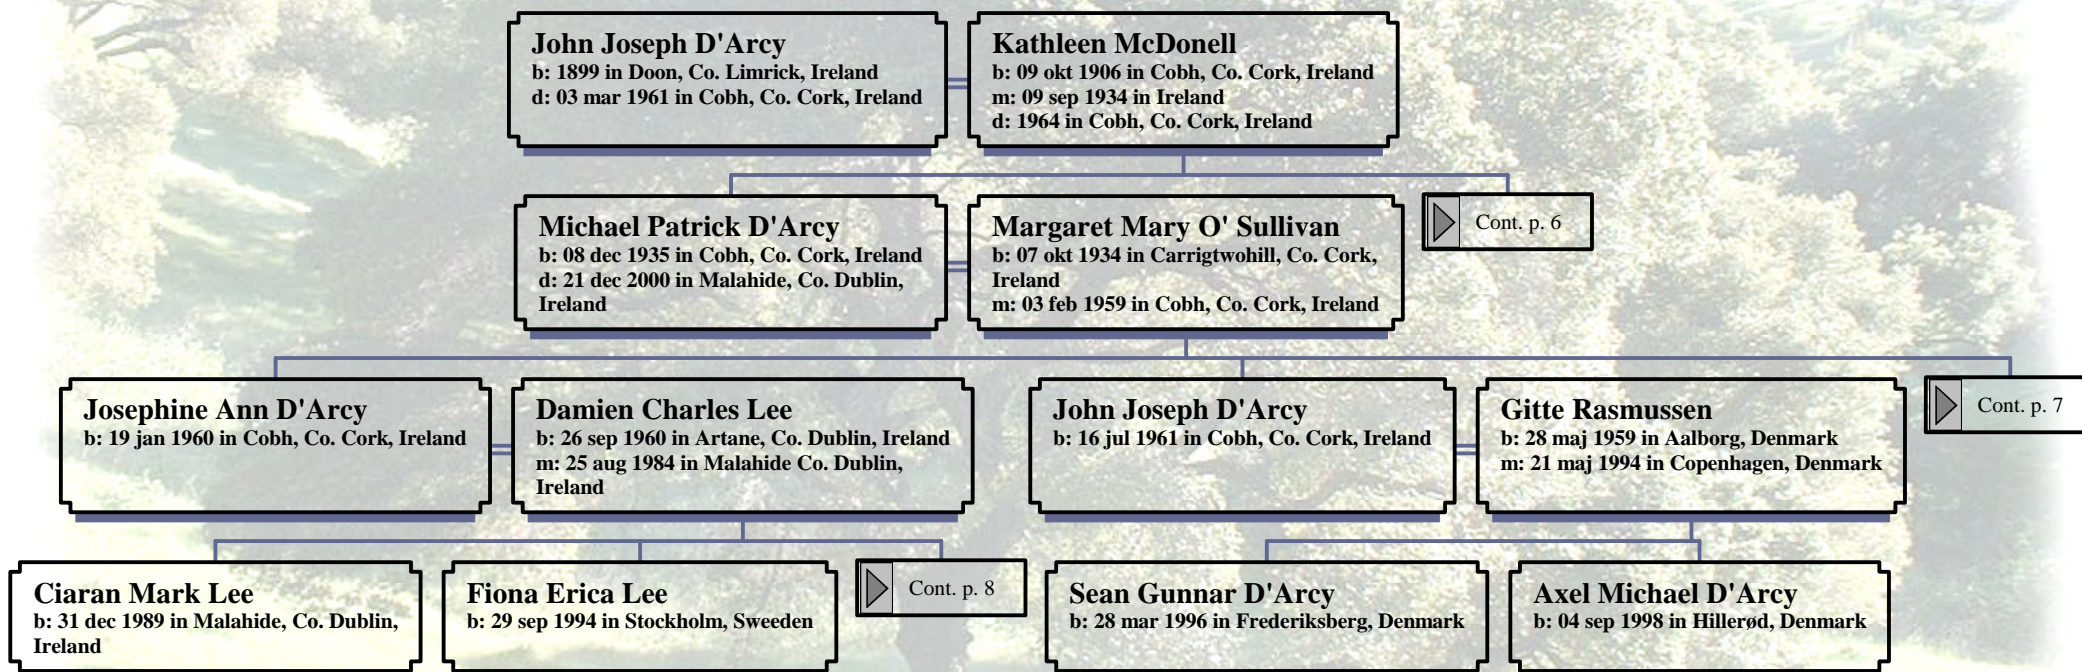 John Joseph D'Arcy
b: 1899 in Doon, Co. Limrick, Ireland
d: 03 mar 1961 in Cobh, Co. Cork, Ireland
Kathleen McDonell
b: 09 okt 1906 in Cobh, Co. Cork, Ireland
m: 09 sep 1934 in Ireland
d: 1964 in Cobh, Co. Cork, Ireland
Michael Patrick D'Arcy
b: 08 dec 1935 in Cobh, Co. Cork, Ireland
d: 21 dec 2000 in Malahide, Co. Dublin,
Ireland
Margaret Mary O' Sullivan
b: 07 okt 1934 in Carrigtwohill, Co. Cork,
Ireland
m: 03 feb 1959 in Cobh, Co. Cork, Ireland
Cont. p. 6
Josephine Ann D'Arcy
b: 19 jan 1960 in Cobh, Co. Cork, Ireland
Damien Charles Lee
b: 26 sep 1960 in Artane, Co. Dublin, Ireland
m: 25 aug 1984 in Malahide Co. Dublin,
Ireland
John Joseph D'Arcy
b: 16 jul 1961 in Cobh, Co. Cork, Ireland
Gitte Rasmussen
b: 28 maj 1959 in Aalborg, Denmark
m: 21 maj 1994 in Copenhagen, Denmark
Cont. p. 7
Ciaran Mark Lee
b: 31 dec 1989 in Malahide, Co. Dublin,
Ireland
Fiona Erica Lee
b: 29 sep 1994 in Stockholm, Sweeden
Cont. p. 8
Sean Gunnar D'Arcy
b: 28 mar 1996 in Frederiksberg, Denmark
Axel Michael D'Arcy
b: 04 sep 1998 in Hillerød, Denmark